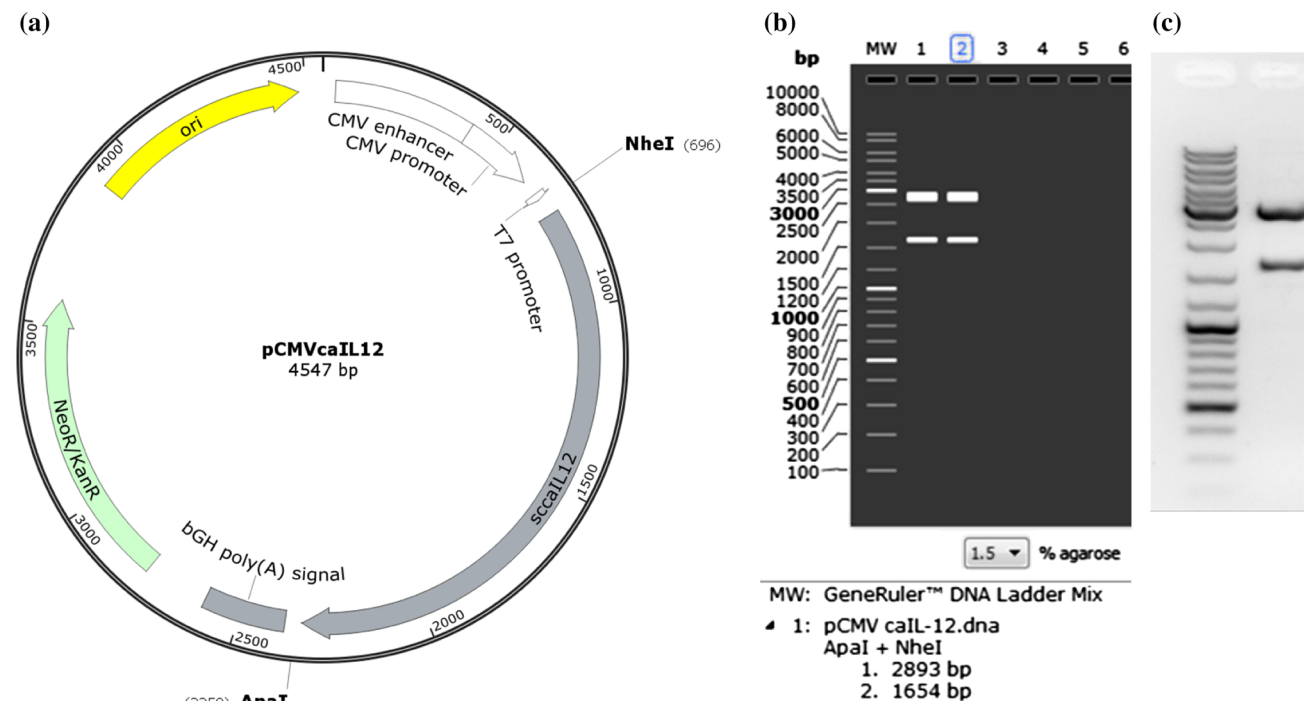 (a)
pCMVcaIL12
4547 bp
4500
500
1000
1500
2000
2500
3000
3500
4000
ori
CMV enhancer
CMV promoter
NheI (696)
T7 promoter
sccaIL12
bGH poly(A) signal
NeoR/KanR
ApaI
(b)
bp
MW 1 2 3 4 5 6
10000
8000
6000
5000
4000
3500
3000
2500
2000
1500
1200
1000
900
800
700
600
500
400
300
200
100
1.5 % agarose
MW: GeneRuler™ DNA Ladder Mix
1: pCMV caIL-12.dna
ApaI + NheI
1. 2893 bp
2. 1654 bp
(c)